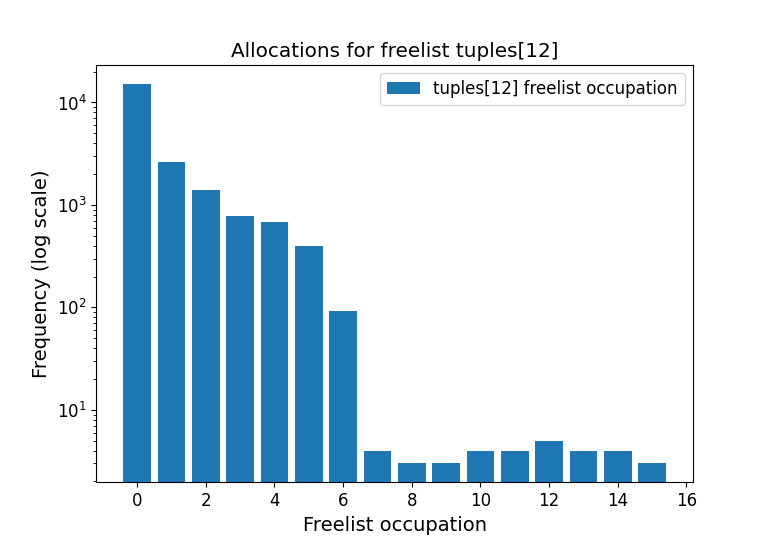 Allocations for freelist tuples[12]
tuples[12] freelist occupation
Frequency (log scale)
10^4
10^3
10^2
10^1
0 2 4 6 8 10 12 14 16
Freelist occupation